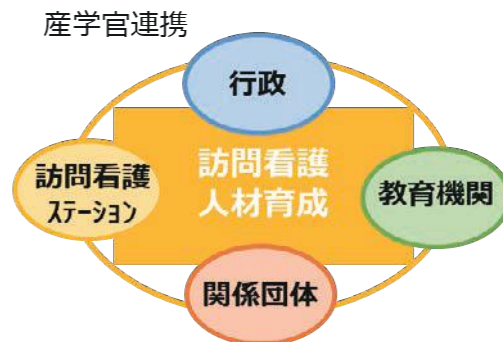 産学官連携
行政
訪問看護
人材育成
訪問看護
ステーション
教育機関
関係団体